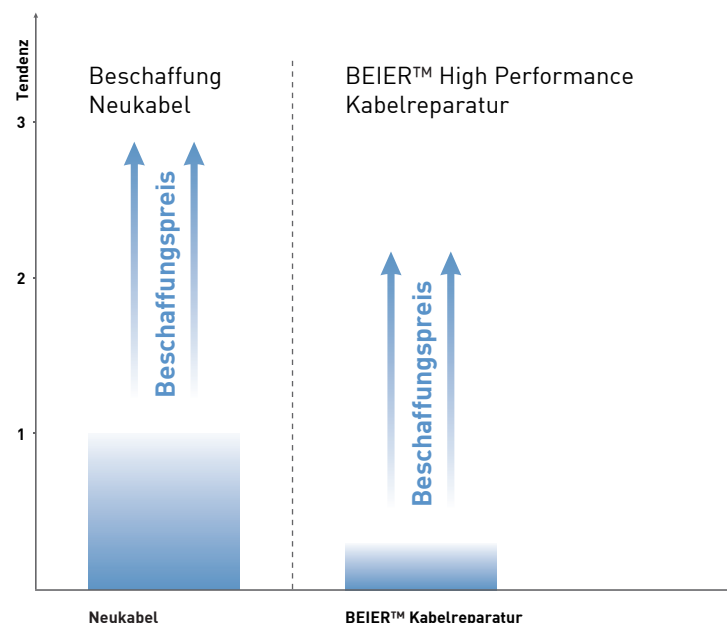 Tendenz
3
2
1
Beschaffung
Neukabel
Beschaffungspreis
BEIER™ High Performance
Kabelreparatur
Beschaffungspreis
Neukabel
BEIER™ Kabelreparatur